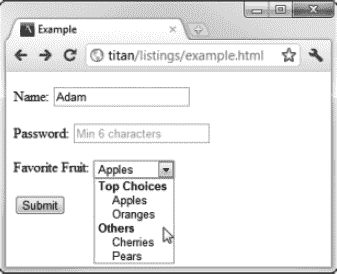 Example
titan/listings/example.html
Name: Adam
Password: Min 6 characters
Favorite Fruit: Apples
Top Choices
Apples
Oranges
Others
Cherries
Pears
Submit